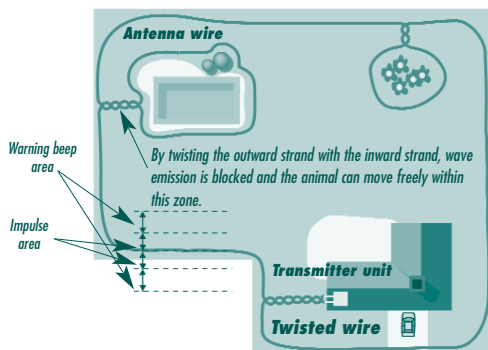 Antenna wire
By twisting the outward strand with the inward strand, wave
emission is blocked and the animal can move freely within
this zone.
Warning beep
area
Impulse
area
Transmitter unit
Twisted wire